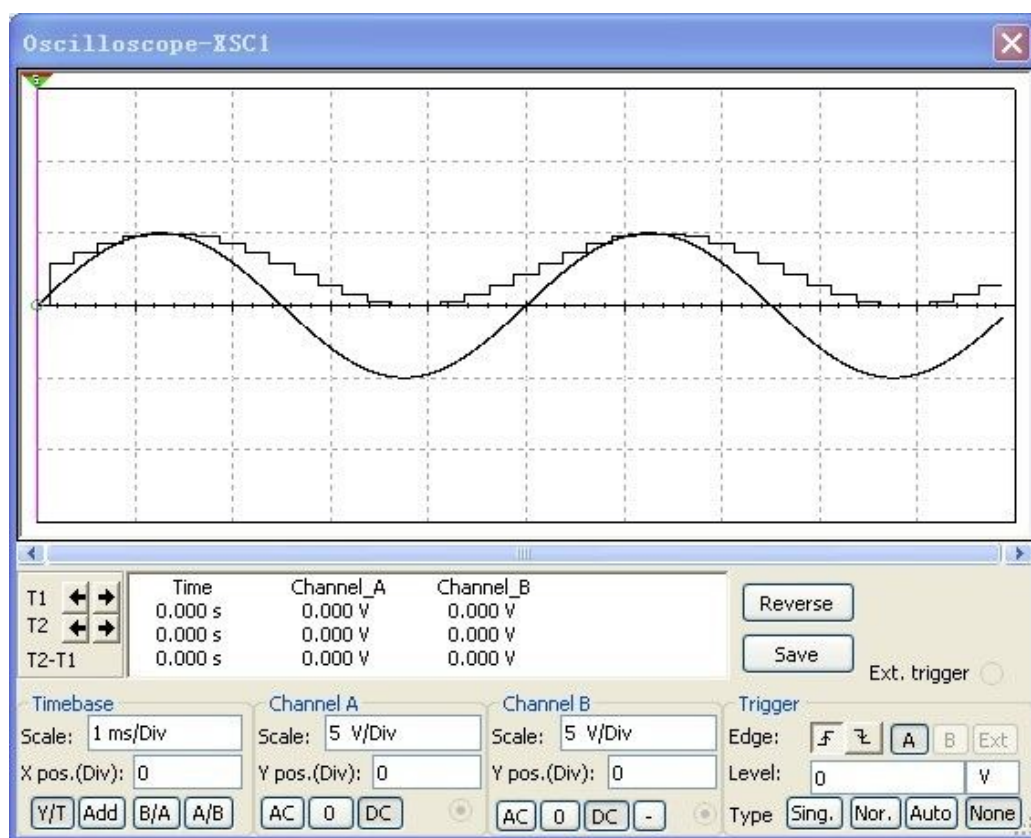 Oscilloscope-XSC1
Time Channel_A Channel_B
T1 0.000 s 0.000 V 0.000 V
T2 0.000 s 0.000 V 0.000 V
T2-T1 0.000 s 0.000 V 0.000 V
Reverse
Save
Ext. trigger
Timebase
Scale: 1 ms/Div
X pos.(Div): 0
Y/T Add B/A A/B
Channel A
Scale: 5 V/Div
Y pos.(Div): 0
AC 0 DC
Channel B
Scale: 5 V/Div
Y pos.(Div): 0
AC 0 DC -
Trigger
Edge: A B Ext
Level: 0 V
Type Sing. Nor. Auto None